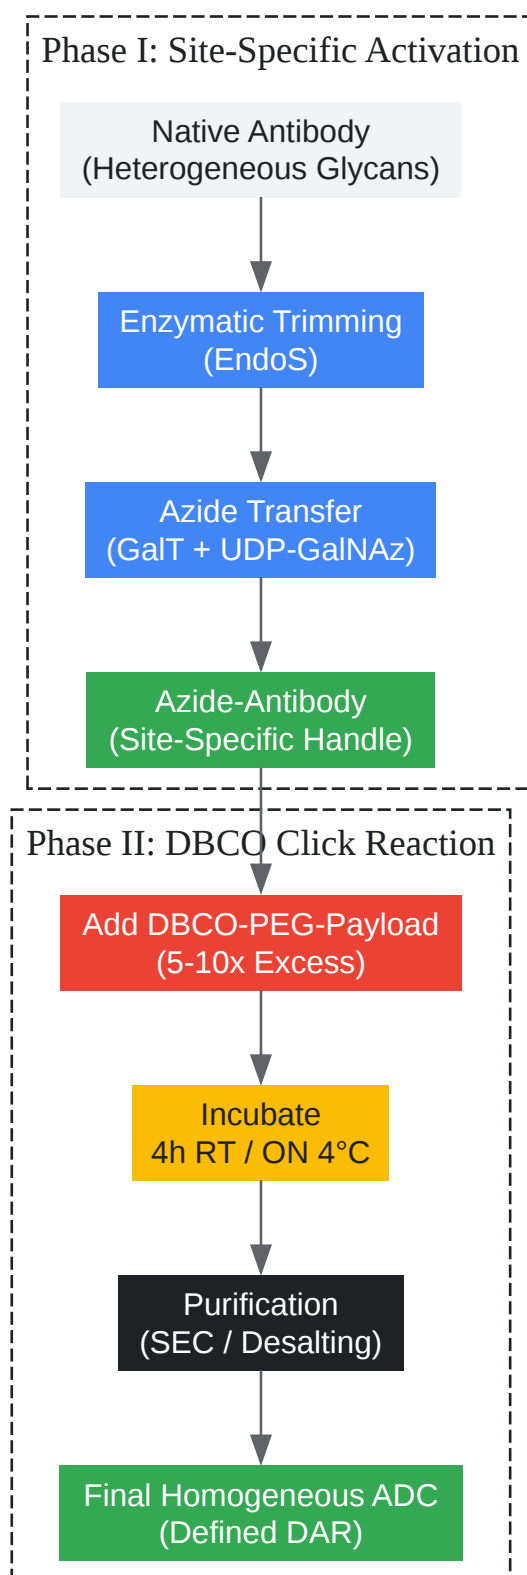 Phase I: Site-Specific Activation
Native Antibody
(Heterogeneous Glycans)
Enzymatic Trimming
(EndoS)
Azide Transfer
(GalT + UDP-GalNAz)
Azide-Antibody
(Site-Specific Handle)
Phase II: DBCO Click Reaction
Add DBCO-PEG-Payload
(5-10x Excess)
Incubate
4h RT / ON 4°C
Purification
(SEC / Desalting)
Final Homogeneous ADC
(Defined DAR)